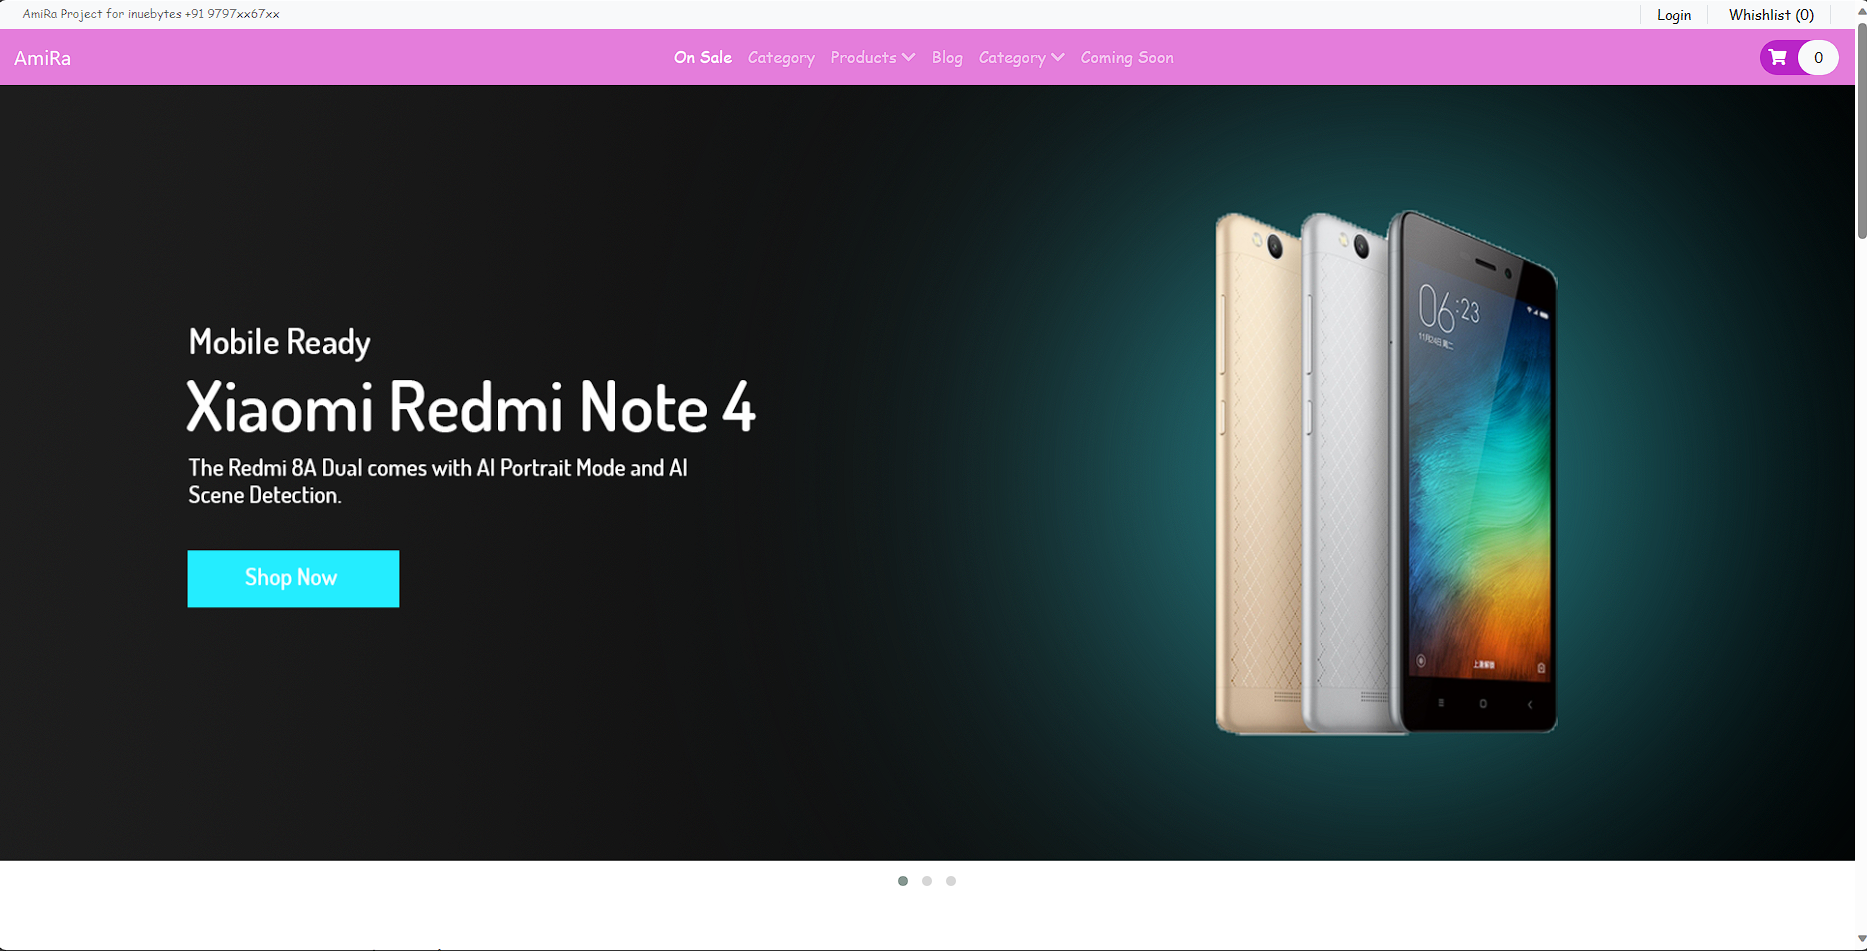 AmiRa Project for inuebytes +91 9797xx67xx
Login
Whishlist (0)
AmiRa
On Sale Category Products Blog Category Coming Soon
0
Mobile Ready
Xiaomi Redmi Note 4
The Redmi 8A Dual comes with AI Portrait Mode and AI
Scene Detection.
Shop Now
06:23